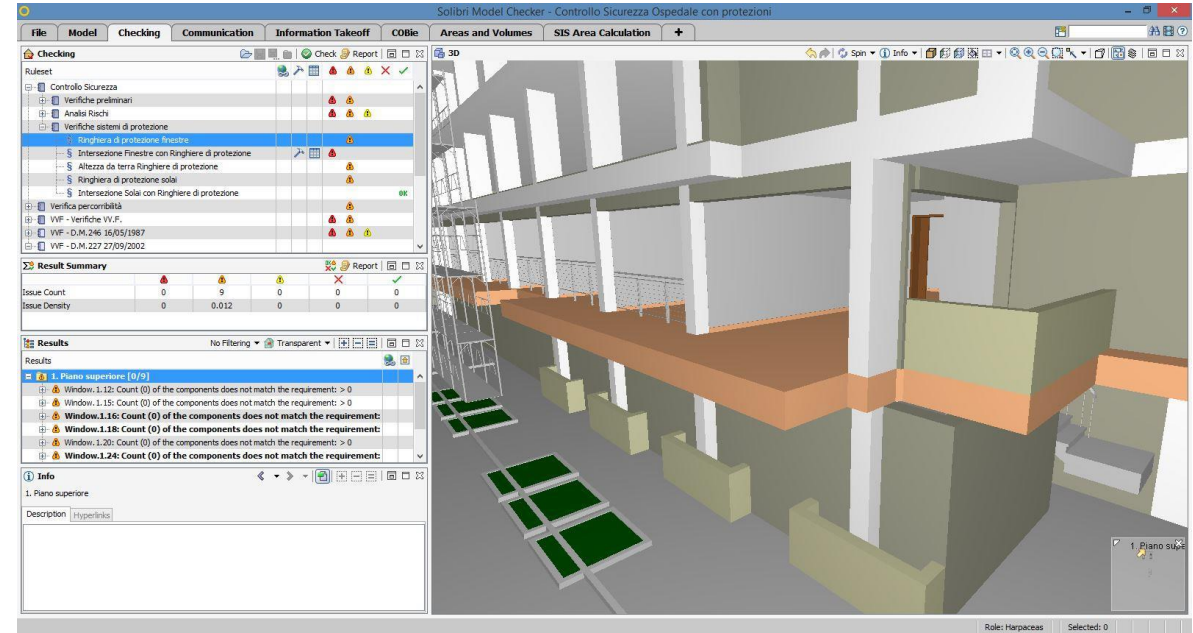 Solibri Model Checker - Controllo Sicurezza Ospedale con protezioni
File Model Checking Communication Information Takeoff COBie Areas and Volumes SIS Area Calculation +
Checking Check Report
Ruleset
Controllo Sicurezza
Verifiche preliminari
Analisi Rischi
Verifiche sistemi di protezione
Ringhiera di protezione finestre
§ Intersezione Finestre con Ringhiere di protezione
§ Altezza da terra Ringhiere di protezione
§ Ringhiera di protezione solai
§ Intersezione Solai con Ringhiere di protezione OK
Verifica percorribilità
VVF - Verifiche VV.F.
VVF - D.M.246 16/05/1987
VVF - D.M.227 27/09/2002
Result Summary Report
Issue Count 0 9 0 0 0
Issue Density 0 0.012 0 0 0
Results No Filtering Transparent
Results
1. Piano superiore [0/9]
Window.1.12: Count (0) of the components does not match the requirement: > 0
Window.1.15: Count (0) of the components does not match the requirement: > 0
Window.1.16: Count (0) of the components does not match the requirement:
Window.1.18: Count (0) of the components does not match the requirement:
Window.1.20: Count (0) of the components does not match the requirement: > 0
Window.1.24: Count (0) of the components does not match the requirement:
Info
1. Piano superiore
Description Hyperlinks
3D Spin Info
1. Piano supe
Role: Harpaceas Selected: 0